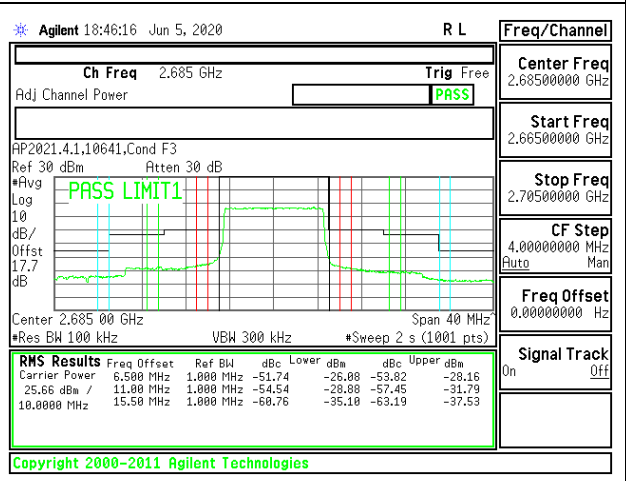 Agilent 18:46:16 Jun 5, 2020 R L
Freq/Channel
Ch Freq 2.685 GHz Trig Free
Adj Channel Power PASS
AP2021.4.1,10641,Cond F3
Ref 30 dBm Atten 30 dB
#Avg
Log
10
dB/
Offst
17.7
dB
PASS LIMIT1
Center 2.685 00 GHz Span 40 MHz^
#Res BW 100 kHz VBW 300 kHz #Sweep 2 s (1001 pts)
RMS Results Freq Offset Ref BW dBc Lower dBm dBc Upper dBm
Carrier Power 6.500 MHz 1.000 MHz -51.74 -26.08 -53.82 -28.16
25.66 dBm / 11.00 MHz 1.000 MHz -54.54 -28.88 -57.45 -31.79
10.0000 MHz 15.50 MHz 1.000 MHz -60.76 -35.10 -63.19 -37.53
Copyright 2000-2011 Agilent Technologies
Center Freq
2.68500000 GHz
Start Freq
2.66500000 GHz
Stop Freq
2.70500000 GHz
CF Step
4.00000000 MHz
Auto Man
Freq Offset
0.00000000 Hz
Signal Track
On Off